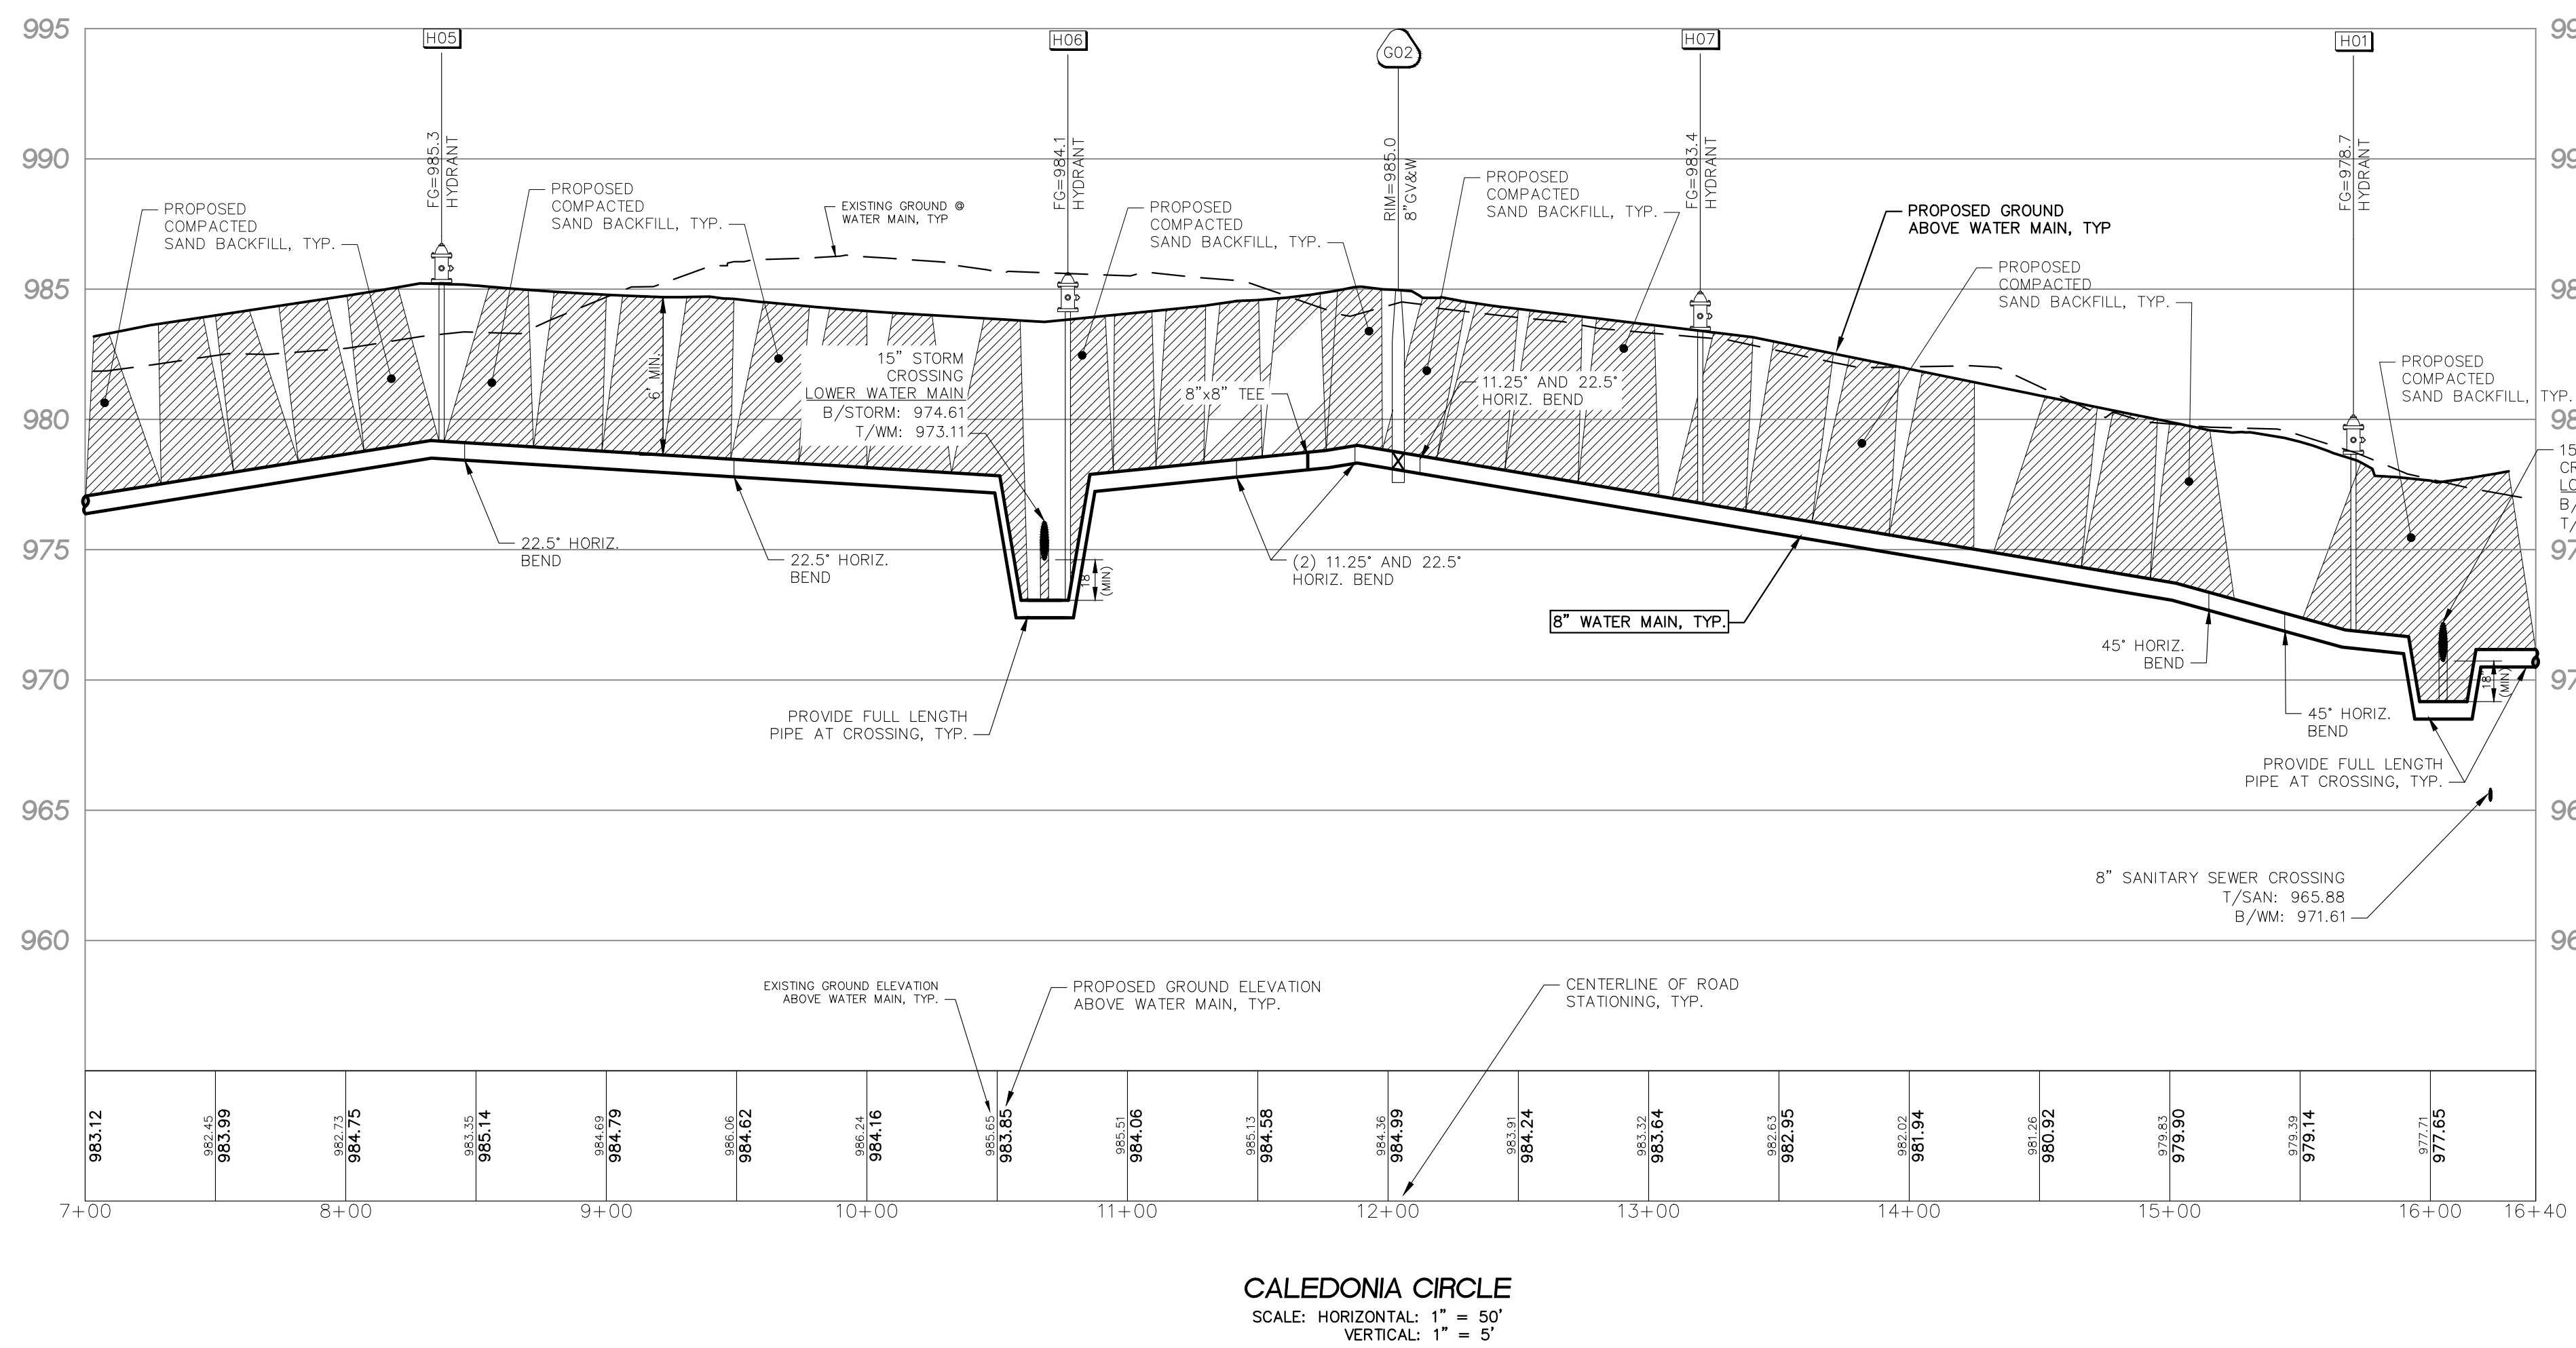 995
H05
H06
G02
H07
H01
99
990
99
FG=985.3
HYDRANT
FG=984.1
HYDRANT
RIM=985.0
8"GV&W
FG=983.4
HYDRANT
FG=978.7
HYDRANT
PROPOSED
COMPACTED
SAND BACKFILL, TYP.
PROPOSED
COMPACTED
SAND BACKFILL, TYP.
EXISTING GROUND @
WATER MAIN, TYP
PROPOSED
COMPACTED
SAND BACKFILL, TYP.
PROPOSED
COMPACTED
SAND BACKFILL, TYP.
PROPOSED GROUND
ABOVE WATER MAIN, TYP
PROPOSED
COMPACTED
SAND BACKFILL, TYP.
985
98
6' MIN.
15" STORM
CROSSING
LOWER WATER MAIN
B/STORM: 974.61
T/WM: 973.11
8"x8" TEE
11.25° AND 22.5°
HORIZ. BEND
PROPOSED
COMPACTED
SAND BACKFILL, TYP.
980
98
15
CR
LO
B/
T/
975
97
22.5° HORIZ.
BEND
22.5° HORIZ.
BEND
18"
(MIN)
(2) 11.25° AND 22.5°
HORIZ. BEND
8" WATER MAIN, TYP.
45° HORIZ.
BEND
45° HORIZ.
BEND
18"
(MIN)
970
97
PROVIDE FULL LENGTH
PIPE AT CROSSING, TYP.
PROVIDE FULL LENGTH
PIPE AT CROSSING, TYP.
965
96
8" SANITARY SEWER CROSSING
T/SAN: 965.88
B/WM: 971.61
960
96
EXISTING GROUND ELEVATION
ABOVE WATER MAIN, TYP.
PROPOSED GROUND ELEVATION
ABOVE WATER MAIN, TYP.
CENTERLINE OF ROAD
STATIONING, TYP.
983.12
982.45
983.99
982.73
984.75
983.35
985.14
984.69
984.79
986.06
984.62
986.24
984.16
985.65
983.85
985.51
984.06
985.13
984.58
984.36
984.99
983.91
984.24
983.32
983.64
982.63
982.95
982.02
981.94
981.26
980.92
979.83
979.90
979.39
979.14
977.71
977.65
7+00
8+00
9+00
10+00
11+00
12+00
13+00
14+00
15+00
16+00
16+40
CALEDONIA CIRCLE
SCALE: HORIZONTAL: 1" = 50'
VERTICAL: 1" = 5'